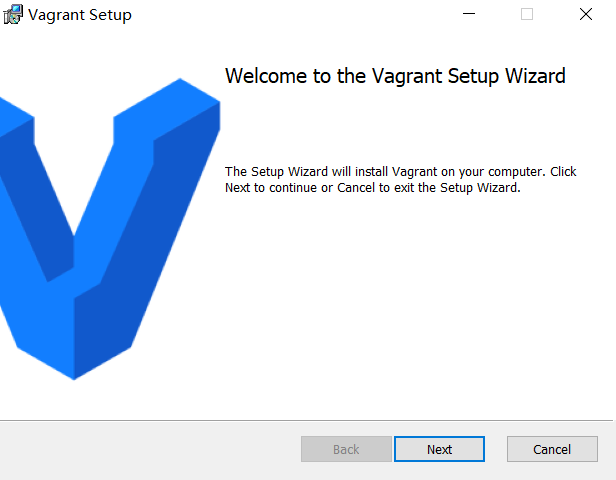 Vagrant Setup
Welcome to the Vagrant Setup Wizard
The Setup Wizard will install Vagrant on your computer. Click
Next to continue or Cancel to exit the Setup Wizard.
Back
Next
Cancel